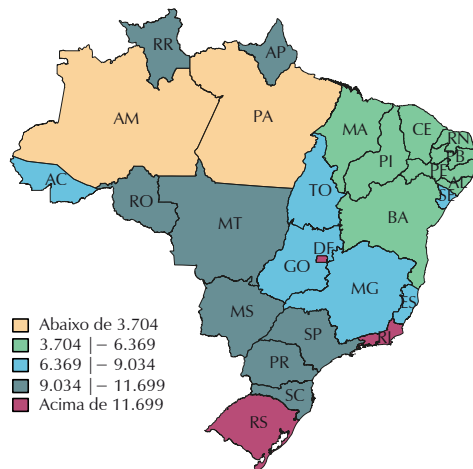 RR
AP
AM
PA
MA
CE
RN
PB
PE
AL
SE
PI
AC
TO
RO
MT
BA
DF
GO
MG
ES
MS
SP
RJ
PR
SC
RS
Abaixo de 3.704
3.704 |– 6.369
6.369 |– 9.034
9.034 |– 11.699
Acima de 11.699